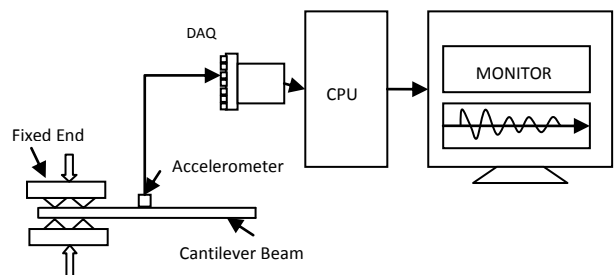 DAQ
MONITOR
CPU
Fixed End
Accelerometer
Cantilever Beam